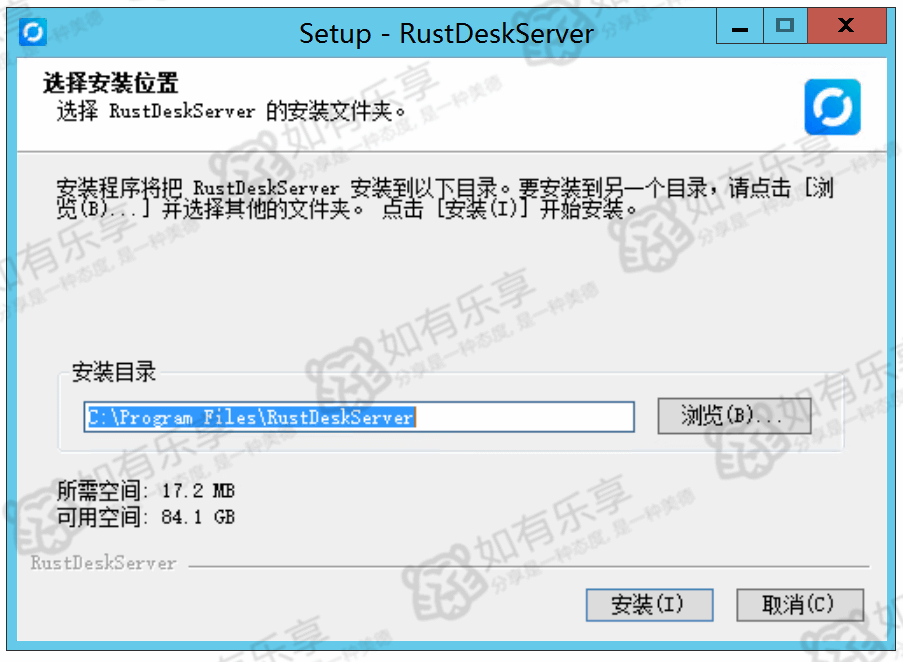 Setup - RustDeskServer
选择安装位置
选择 RustDeskServer 的安装文件夹。
安装程序将把 RustDeskServer 安装到以下目录。要安装到另一个目录，请点击 [浏
览(B)...] 并选择其他的文件夹。 点击 [安装(I)] 开始安装。
安装目录
C:\Program Files\RustDeskServer
浏览(B)...
所需空间: 17.2 MB
可用空间: 84.1 GB
RustDeskServer
安装(I)
取消(C)
如有乐享
分享是一种态度, 是一种美德